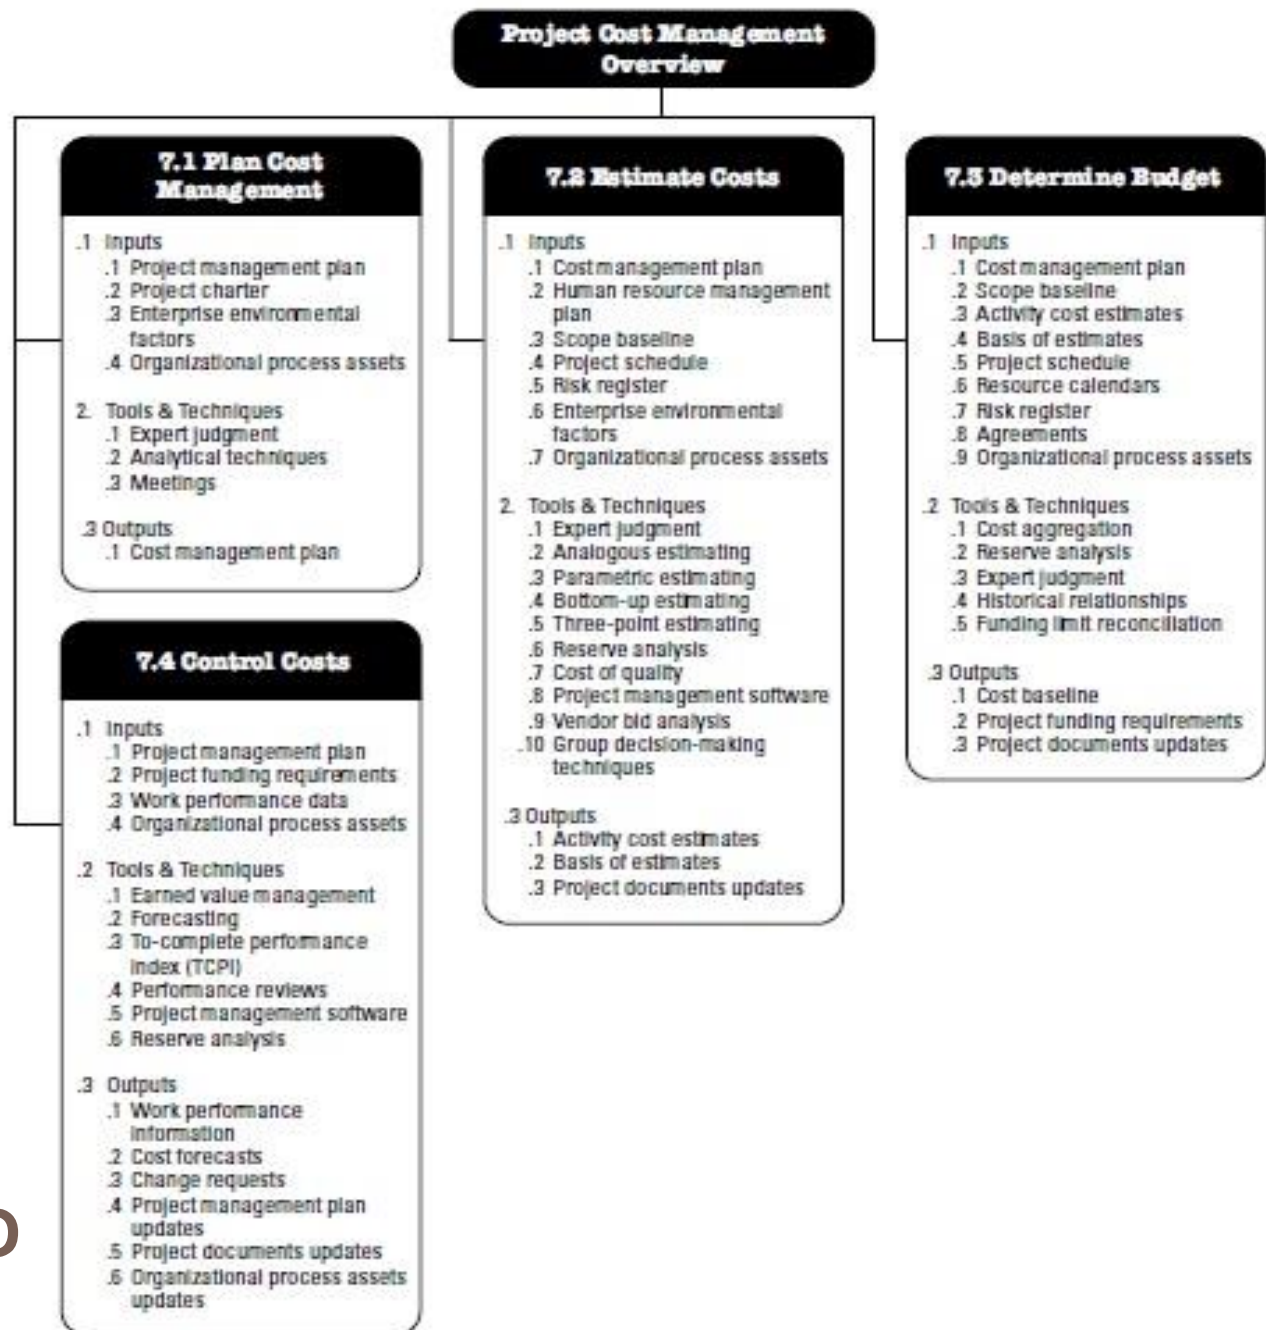 Project Cost Management
Overview
7.1 Plan Cost
Management
.1 Inputs
.1 Project management plan
.2 Project charter
.3 Enterprise environmental
factors
.4 Organizational process assets
2. Tools & Techniques
.1 Expert judgment
.2 Analytical techniques
.3 Meetings
.3 Outputs
.1 Cost management plan
7.2 Estimate Costs
.1 Inputs
.1 Cost management plan
.2 Human resource management
plan
.3 Scope baseline
.4 Project schedule
.5 Risk register
.6 Enterprise environmental
factors
.7 Organizational process assets
2. Tools & Techniques
.1 Expert judgment
.2 Analogous estimating
.3 Parametric estimating
.4 Bottom-up estimating
.5 Three-point estimating
.6 Reserve analysis
.7 Cost of quality
.8 Project management software
.9 Vendor bid analysis
.10 Group decision-making
techniques
.3 Outputs
.1 Activity cost estimates
.2 Basis of estimates
.3 Project documents updates
7.3 Determine Budget
.1 Inputs
.1 Cost management plan
.2 Scope baseline
.3 Activity cost estimates
.4 Basis of estimates
.5 Project schedule
.6 Resource calendars
.7 Risk register
.8 Agreements
.9 Organizational process assets
.2 Tools & Techniques
.1 Cost aggregation
.2 Reserve analysis
.3 Expert judgment
.4 Historical relationships
.5 Funding limit reconciliation
.3 Outputs
.1 Cost baseline
.2 Project funding requirements
.3 Project documents updates
7.4 Control Costs
.1 Inputs
.1 Project management plan
.2 Project funding requirements
.3 Work performance data
.4 Organizational process assets
.2 Tools & Techniques
.1 Earned value management
.2 Forecasting
.3 To-complete performance
index (TCPI)
.4 Performance reviews
.5 Project management software
.6 Reserve analysis
.3 Outputs
.1 Work performance
information
.2 Cost forecasts
.3 Change requests
.4 Project management plan
updates
.5 Project documents updates
.6 Organizational process assets
updates